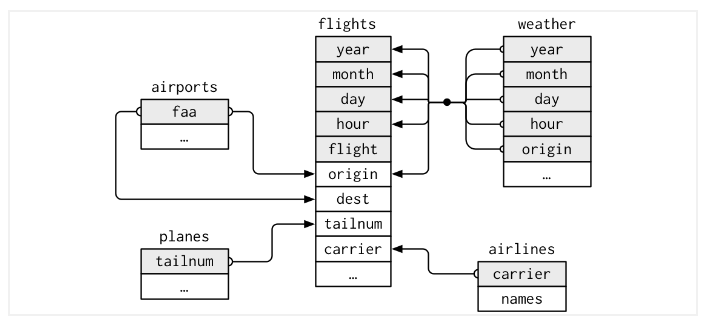 flights
year
month
day
hour
flight
origin
dest
tailnum
carrier
…
weather
year
month
day
hour
origin
…
airports
faa
…
planes
tailnum
…
airlines
carrier
names